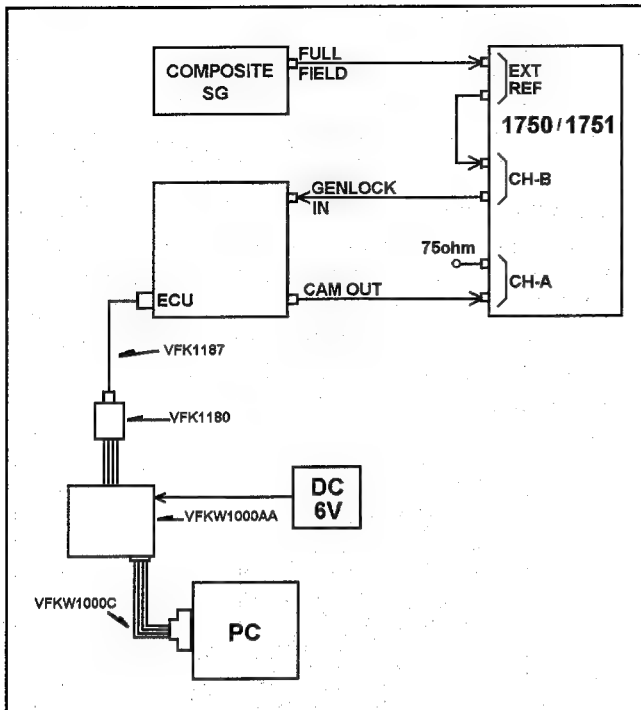 COMPOSITE
SG
FULL
FIELD
EXT
REF
1750/1751
CH-B
GENLOCK
IN
75ohm
CH-A
CAM OUT
ECU
VFK1187
VFK1180
DC
6V
VFKW1000AA
VFKW1000C
PC